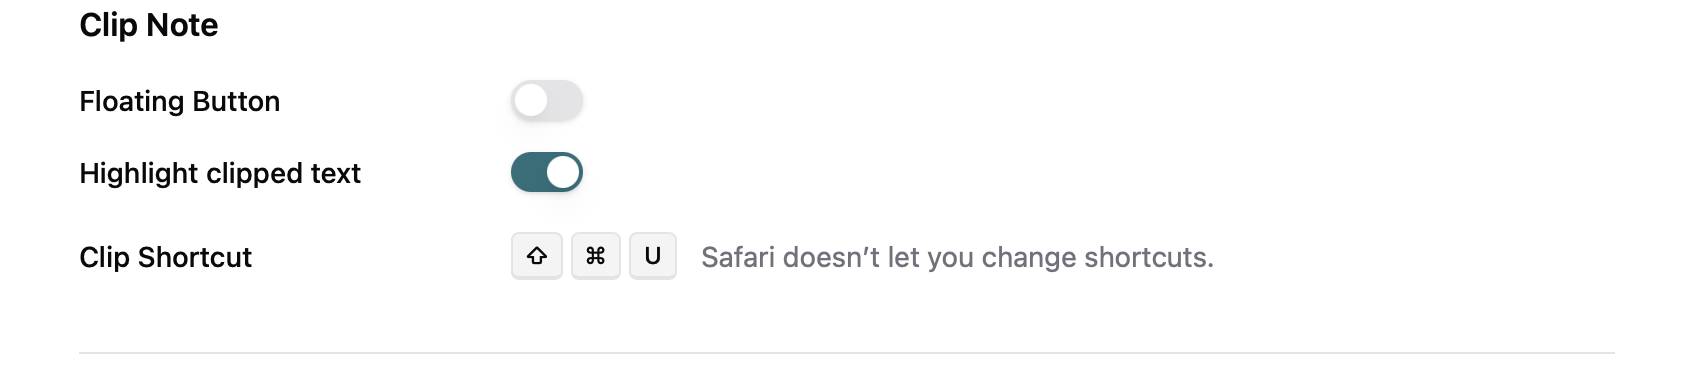 Clip Note
Floating Button
Highlight clipped text
Clip Shortcut ⇧ ⌘ U Safari doesn’t let you change shortcuts.